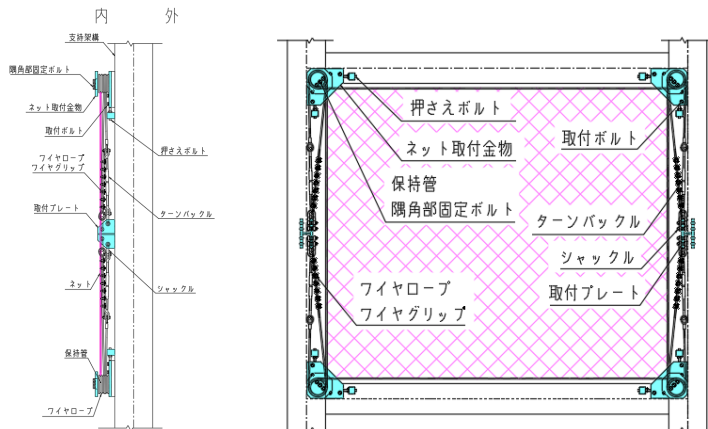 内 外
支持架構
隅角部固定ボルト
ネット取付金物
取付ボルト
押さえボルト
ワイヤロープ
ワイヤグリップ
取付プレート
ターンバックル
ネット
シャックル
保持管
ワイヤロープ
押さえボルト
ネット取付金物
保持管
隅角部固定ボルト
ワイヤロープ
ワイヤグリップ
取付ボルト
ターンバックル
シャックル
取付プレート